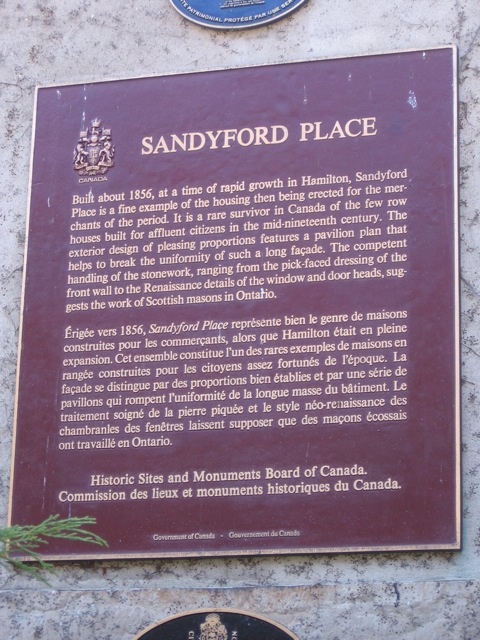 TE PATRIMONIAL PROTÉGÉ PAR UNE SER
CANADA
SANDYFORD PLACE
Built about 1856, at a time of rapid growth in Hamilton, Sandyford
Place is a fine example of the housing then being erected for the mer-
chants of the period. It is a rare survivor in Canada of the few row
houses built for affluent citizens in the mid-nineteenth century. The
exterior design of pleasing proportions features a pavilion plan that
helps to break the uniformity of such a long façade. The competent
handling of the stonework, ranging from the pick-faced dressing of the
front wall to the Renaissance details of the window and door heads, sug-
gests the work of Scottish masons in Ontario.
Érigée vers 1856, Sandyford Place représente bien le genre de maisons
construites pour les commerçants, alors que Hamilton était en pleine
expansion. Cet ensemble constitue l'un des rares exemples de maisons en
rangée construites pour les citoyens assez fortunés de l'époque. La
façade se distingue par des proportions bien établies et par une série de
pavillons qui rompent l'uniformité de la longue masse du bâtiment. Le
traitement soigné de la pierre piquée et le style néo-renaissance des
chambranles des fenêtres laissent supposer que des maçons écossais
ont travaillé en Ontario.
Historic Sites and Monuments Board of Canada.
Commission des lieux et monuments historiques du Canada.
Government of Canada - Gouvernement du Canada